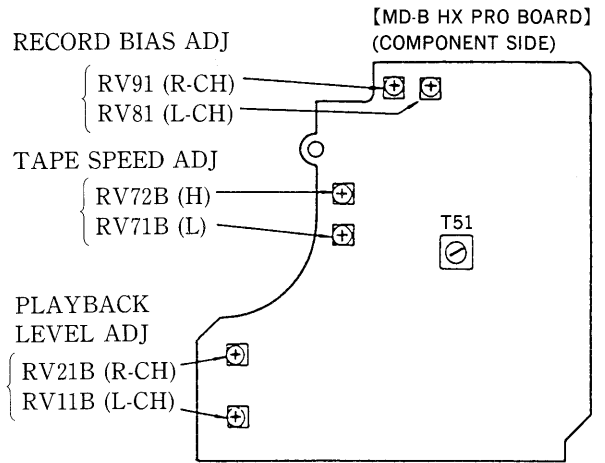 【MD-B HX PRO BOARD】
(COMPONENT SIDE)
RECORD BIAS ADJ
RV91 (R-CH)
RV81 (L-CH)
TAPE SPEED ADJ
RV72B (H)
RV71B (L)
T51
PLAYBACK
LEVEL ADJ
RV21B (R-CH)
RV11B (L-CH)